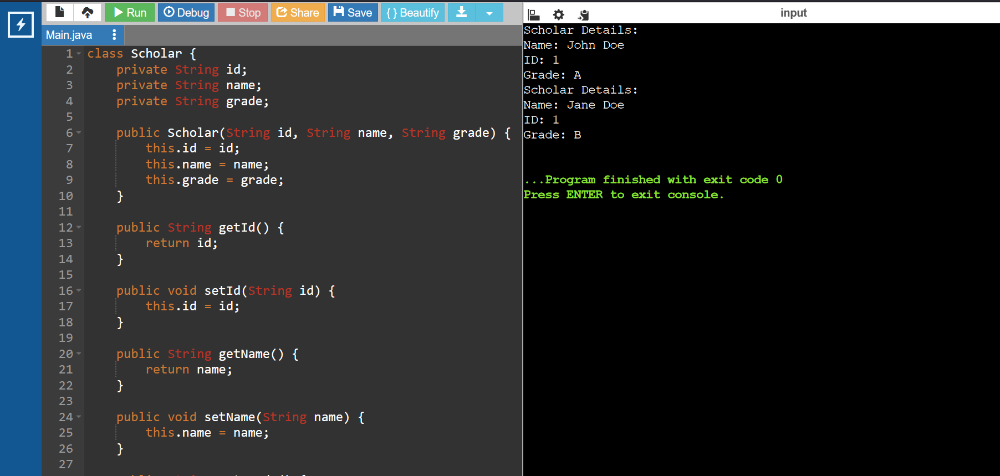 Run Debug Stop Share Save { } Beautify
Main.java
1 class Scholar {
2 private String id;
3 private String name;
4 private String grade;
5
6 public Scholar(String id, String name, String grade) {
7 this.id = id;
8 this.name = name;
9 this.grade = grade;
10 }
11
12 public String getId() {
13 return id;
14 }
15
16 public void setId(String id) {
17 this.id = id;
18 }
19
20 public String getName() {
21 return name;
22 }
23
24 public void setName(String name) {
25 this.name = name;
26 }
27
input
Scholar Details:
Name: John Doe
ID: 1
Grade: A
Scholar Details:
Name: Jane Doe
ID: 1
Grade: B
...Program finished with exit code 0
Press ENTER to exit console.